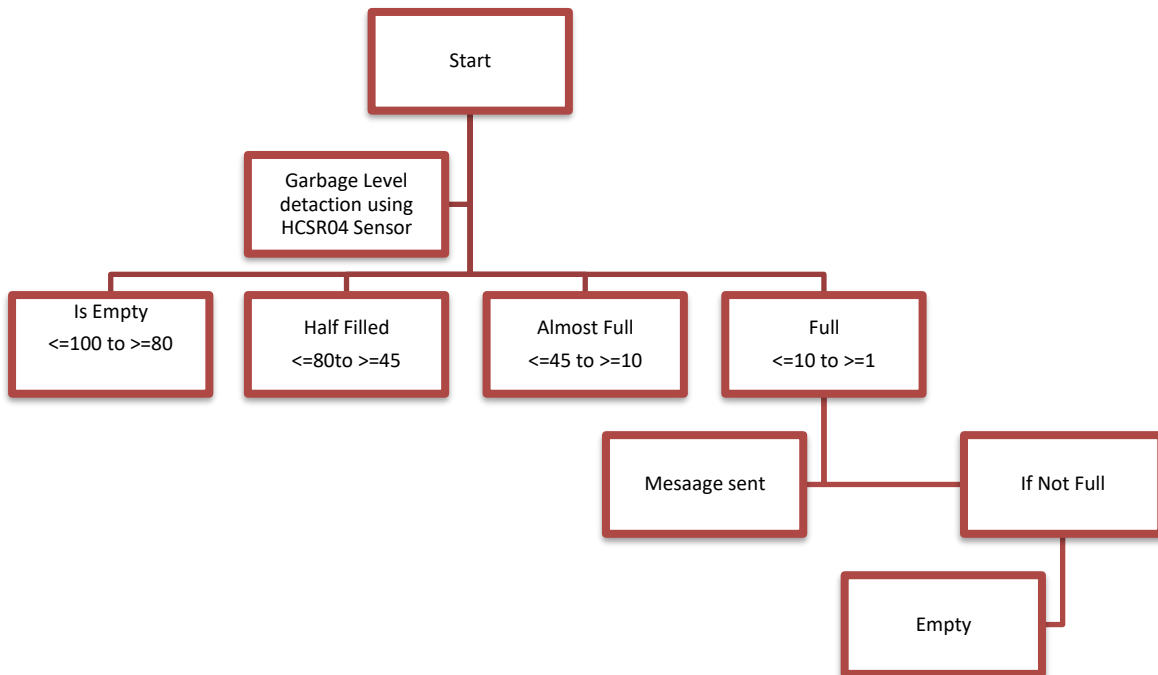 Start
Garbage Level
detaction using
HCSR04 Sensor
Is Empty
<=100 to >=80
Half Filled
<=80to >=45
Almost Full
<=45 to >=10
Full
<=10 to >=1
Mesaage sent
If Not Full
Empty